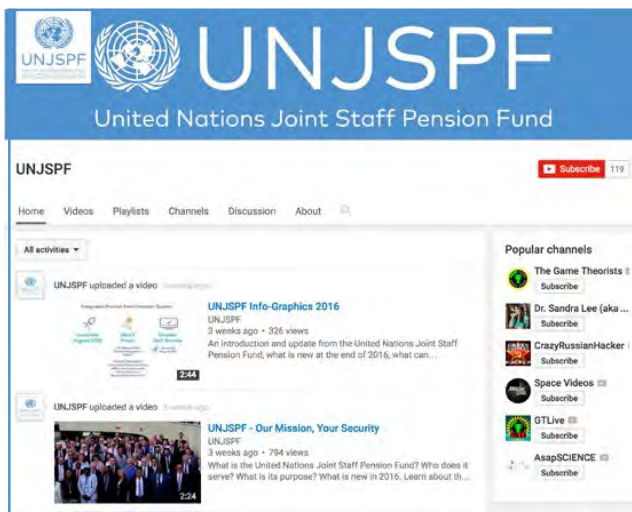 UNJSPF
UNJSPF
United Nations Joint Staff Pension Fund
UNJSPF
Subscribe 119
Home Videos Playlists Channels Discussion About
All activities
UNJSPF uploaded a video 3 weeks ago
UNJSPF Info-Graphics 2016
UNJSPF
3 weeks ago • 326 views
An introduction and update from the United Nations Joint Staff
Pension Fund, what is new at the end of 2016, what can...
2:44
UNJSPF uploaded a video 3 weeks ago
UNJSPF - Our Mission, Your Security
UNJSPF
3 weeks ago • 794 views
What is the United Nations Joint Staff Pension Fund? Who does it
serve? What is its purpose? What is new in 2016. Learn about th...
2:24
Popular channels
The Game Theorists
Subscribe
Dr. Sandra Lee (aka ...
Subscribe
CrazyRussianHacker
Subscribe
Space Videos
Subscribe
GTLive
Subscribe
AsapSCIENCE
Subscribe